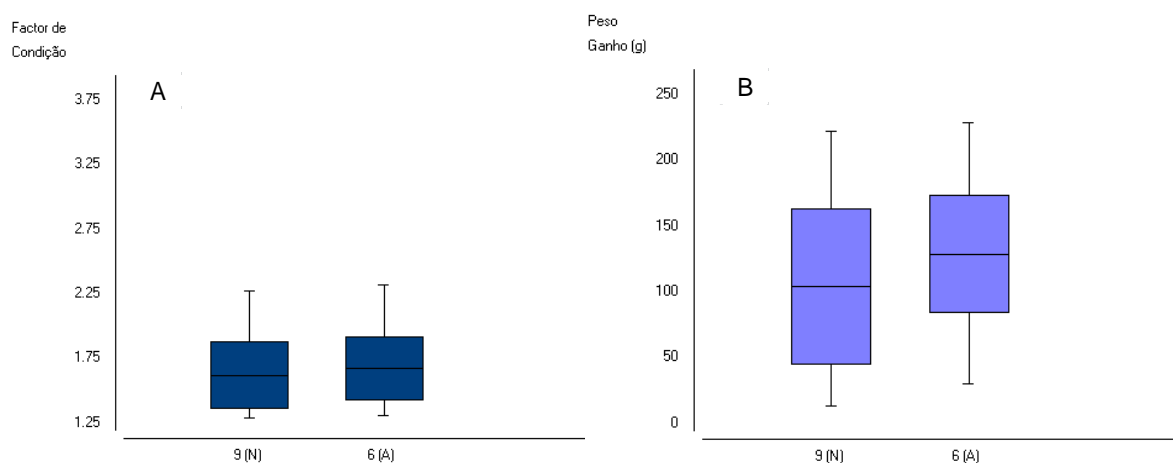 Factor de
Condição
A
3.75
3.25
2.75
2.25
1.75
1.25
9 (N)
6 (A)
Peso
Ganho (g)
B
250
200
150
100
50
0
9 (N)
6 (A)